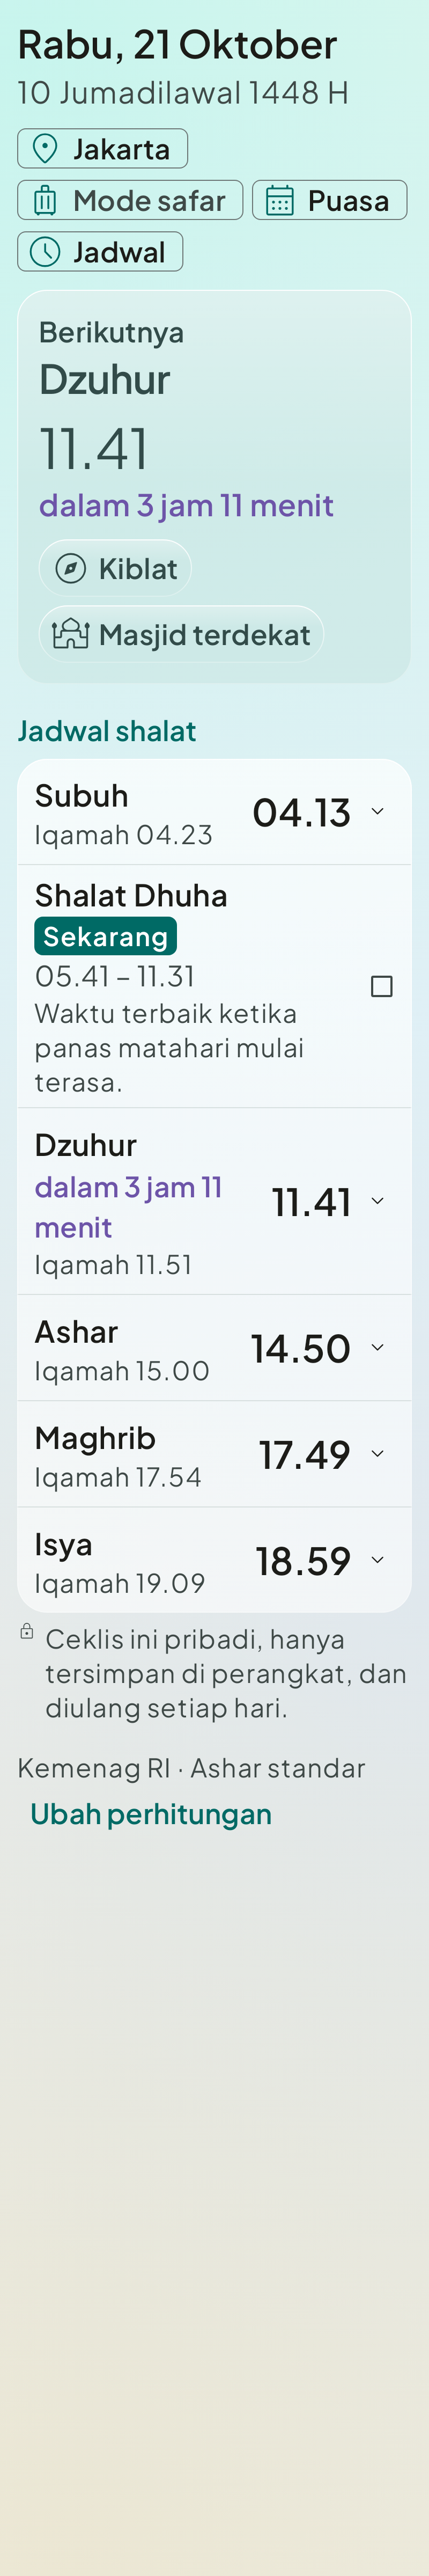 Rabu, 21 Oktober
10 Jumadilawal 1448 H
Jakarta
Mode safar
Puasa
Jadwal
Berikutnya
Dzuhur
11.41
dalam 3 jam 11 menit
Kiblat
Masjid terdekat
Jadwal shalat
Subuh
Iqamah 04.23
04.13
Shalat Dhuha
Sekarang
05.41 – 11.31
Waktu terbaik ketika
panas matahari mulai
terasa.
Dzuhur
dalam 3 jam 11
menit
Iqamah 11.51
11.41
Ashar
Iqamah 15.00
14.50
Maghrib
Iqamah 17.54
17.49
Isya
Iqamah 19.09
18.59
Ceklis ini pribadi, hanya
tersimpan di perangkat, dan
diulang setiap hari.
Kemenag RI · Ashar standar
Ubah perhitungan